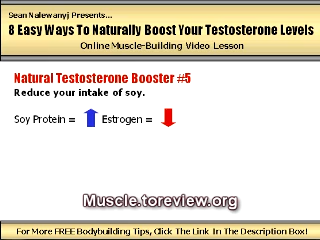 Sean Nalewanyj Presents...
8 Easy Ways To Naturally Boost Your Testosterone Levels
Online Muscle-Building Video Lesson
Natural Testosterone Booster #5
Reduce your intake of soy.
Soy Protein = Estrogen =
Muscle.toreview.org
For More FREE Bodybuilding Tips, Click The Link In The Description Box!